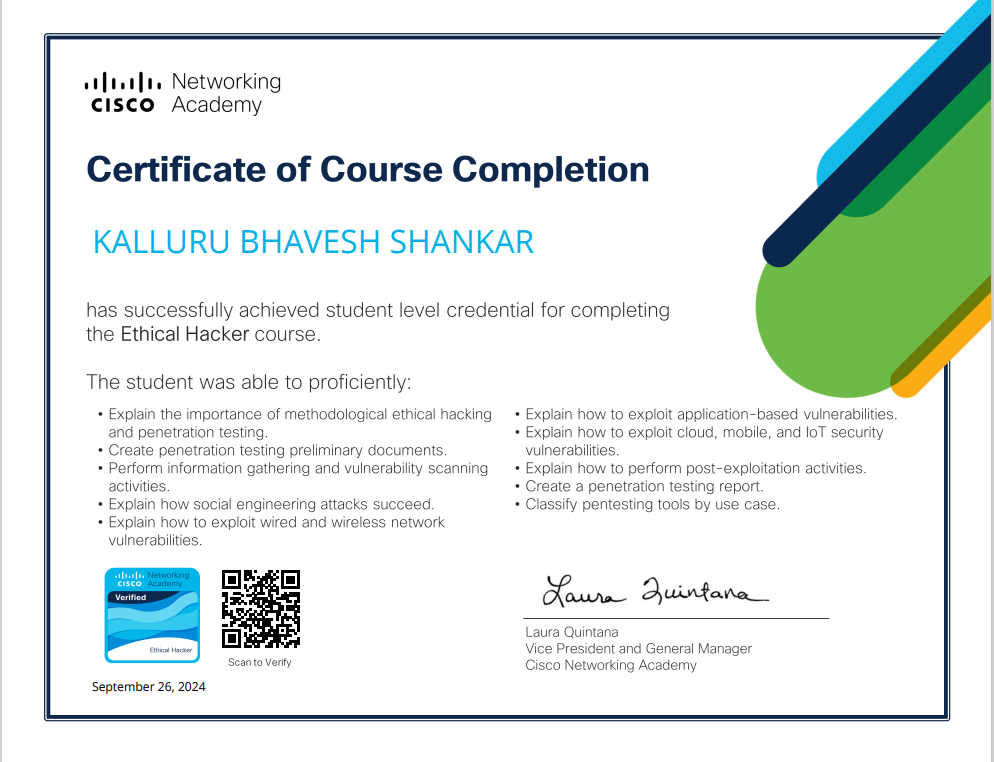 Networking
CISCO Academy
Certificate of Course Completion
KALLURU BHAVESH SHANKAR
has successfully achieved student level credential for completing
the Ethical Hacker course.
The student was able to proficiently:
• Explain the importance of methodological ethical hacking
and penetration testing.
• Create penetration testing preliminary documents.
• Perform information gathering and vulnerability scanning
activities.
• Explain how social engineering attacks succeed.
• Explain how to exploit wired and wireless network
vulnerabilities.
• Explain how to exploit application-based vulnerabilities.
• Explain how to exploit cloud, mobile, and IoT security
vulnerabilities.
• Explain how to perform post-exploitation activities.
• Create a penetration testing report.
• Classify pentesting tools by use case.
Networking
CISCO Academy
Verified
Ethical Hacker
Scan to Verify
September 26, 2024
Laura Quintana
Laura Quintana
Vice President and General Manager
Cisco Networking Academy